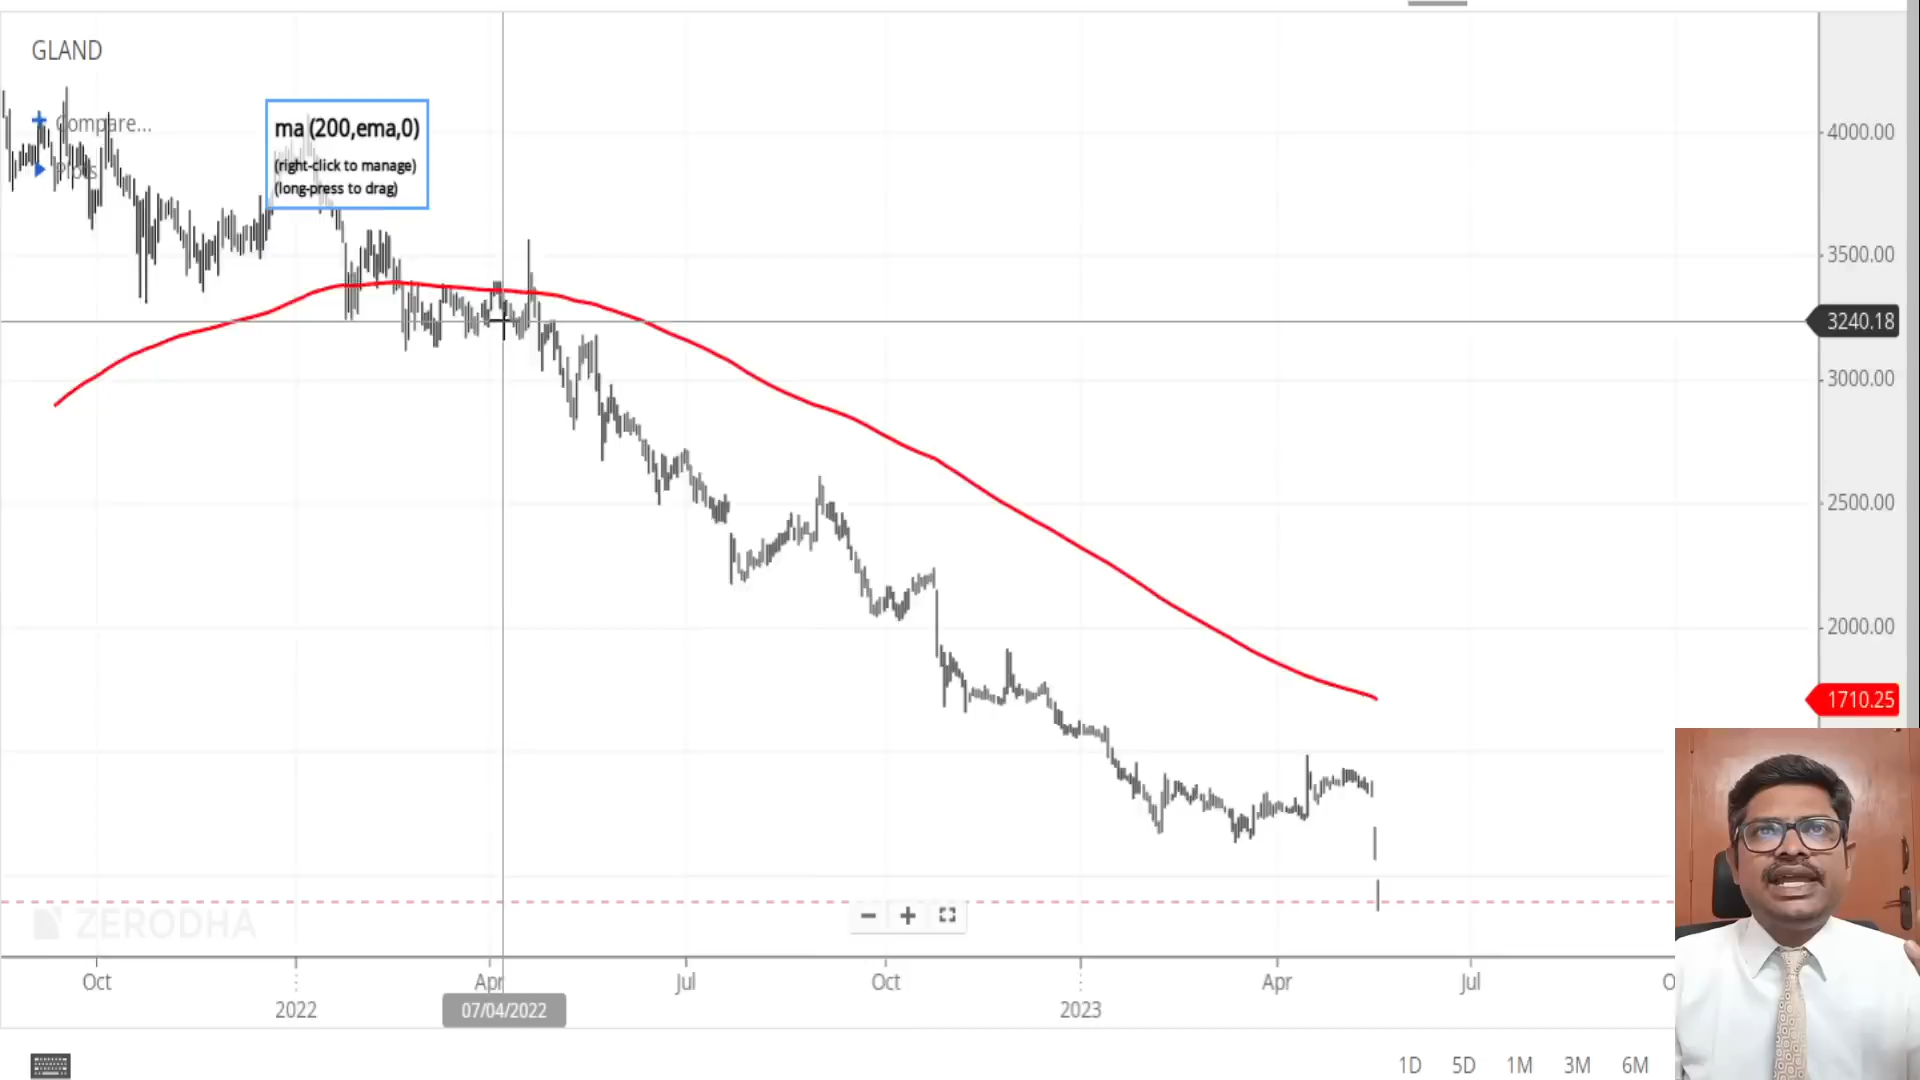 GLAND
Compare...
Plots
ma (200,ema,0)
(right-click to manage)
(long-press to drag)
4000.00
3500.00
3240.18
3000.00
2500.00
2000.00
1710.25
ZERODHA
Oct
Apr
Jul
Oct
Apr
Jul
2022
07/04/2022
2023
1D 5D 1M 3M 6M